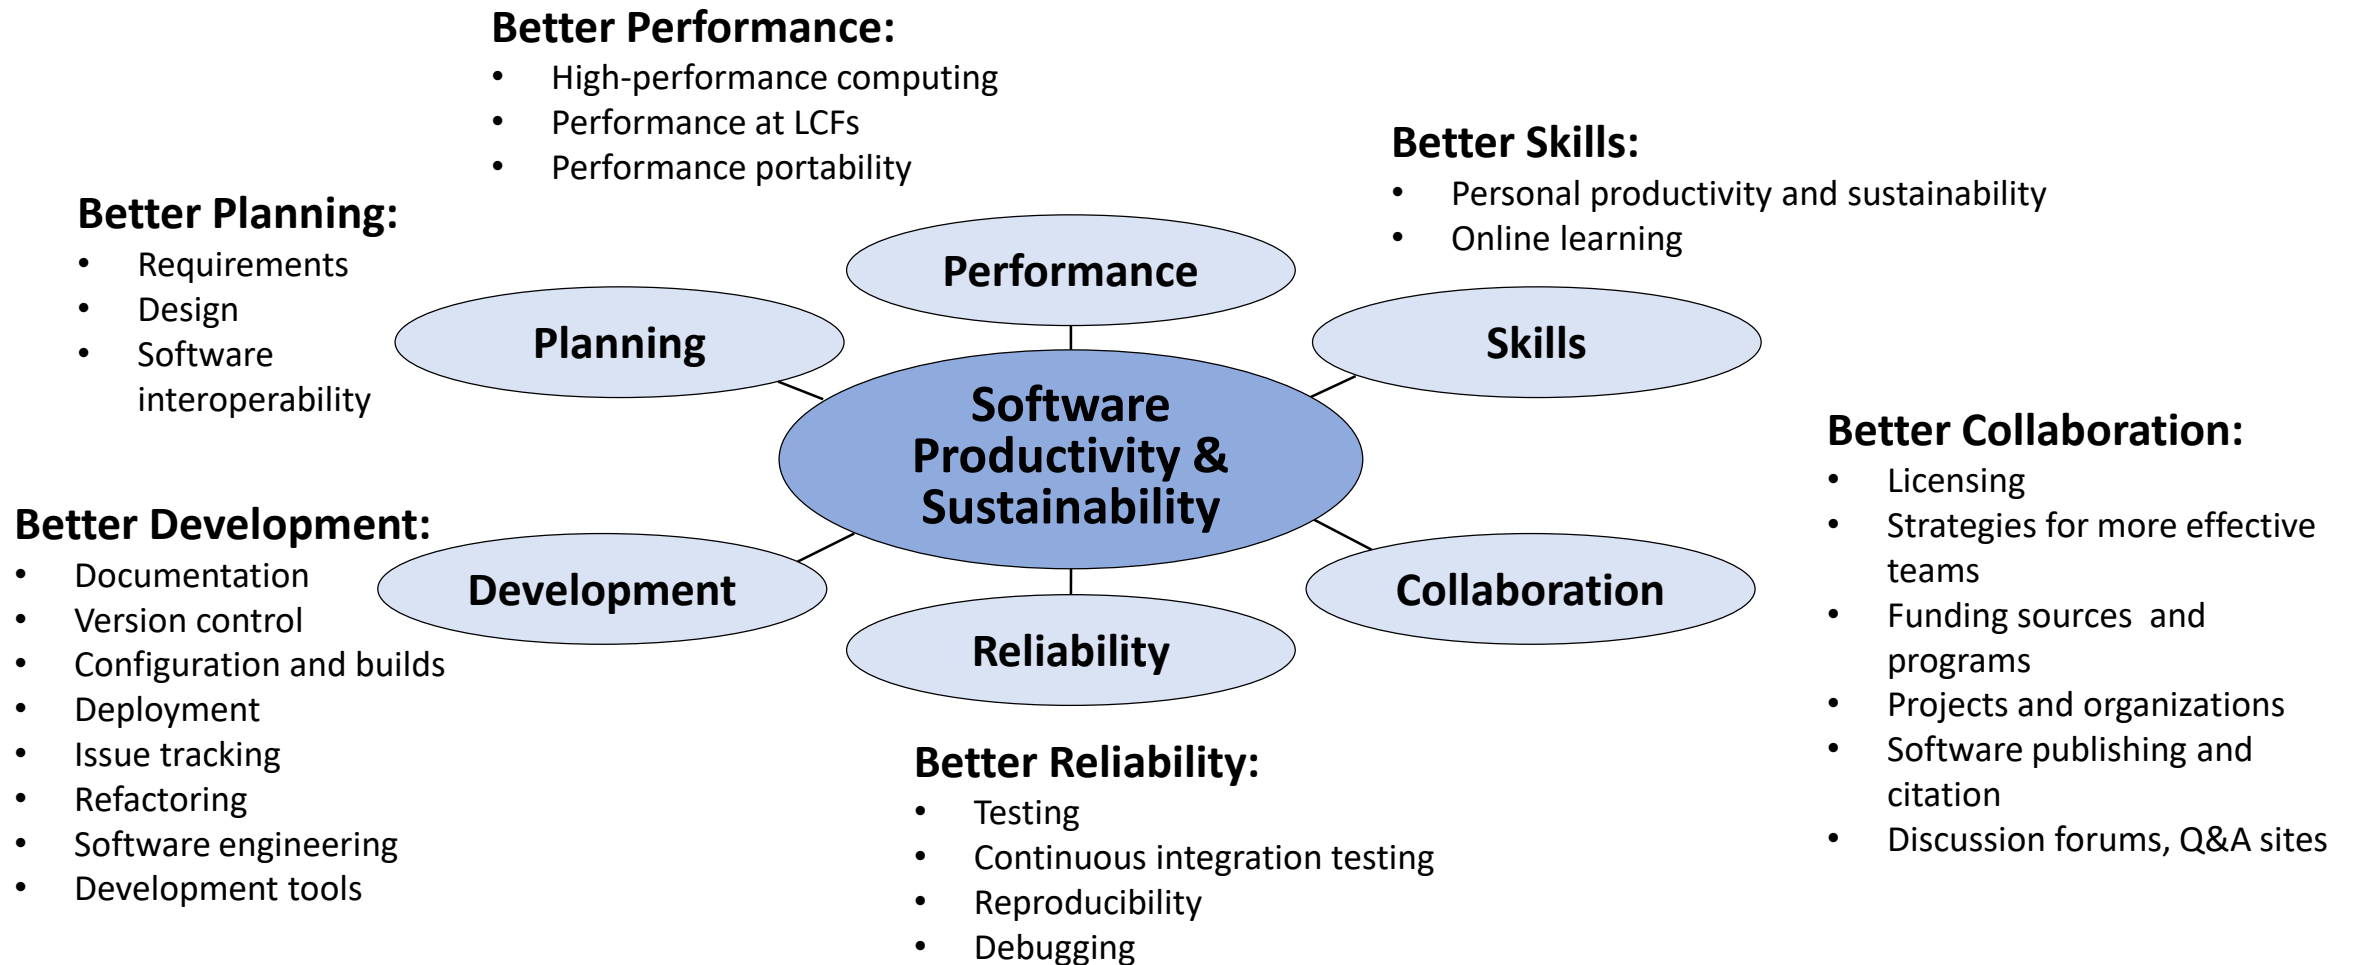 Better Performance:
• High-performance computing
• Performance at LCFs
• Performance portability
Better Skills:
• Personal productivity and sustainability
• Online learning
Better Planning:
• Requirements
• Design
• Software
interoperability
Performance
Planning
Skills
Software
Productivity &
Sustainability
Better Collaboration:
• Licensing
• Strategies for more effective
teams
• Funding sources  and
programs
• Projects and organizations
• Software publishing and
citation
• Discussion forums, Q&A sites
Better Development:
• Documentation
• Version control
• Configuration and builds
• Deployment
• Issue tracking
• Refactoring
• Software engineering
• Development tools
Development
Collaboration
Reliability
Better Reliability:
• Testing
• Continuous integration testing
• Reproducibility
• Debugging